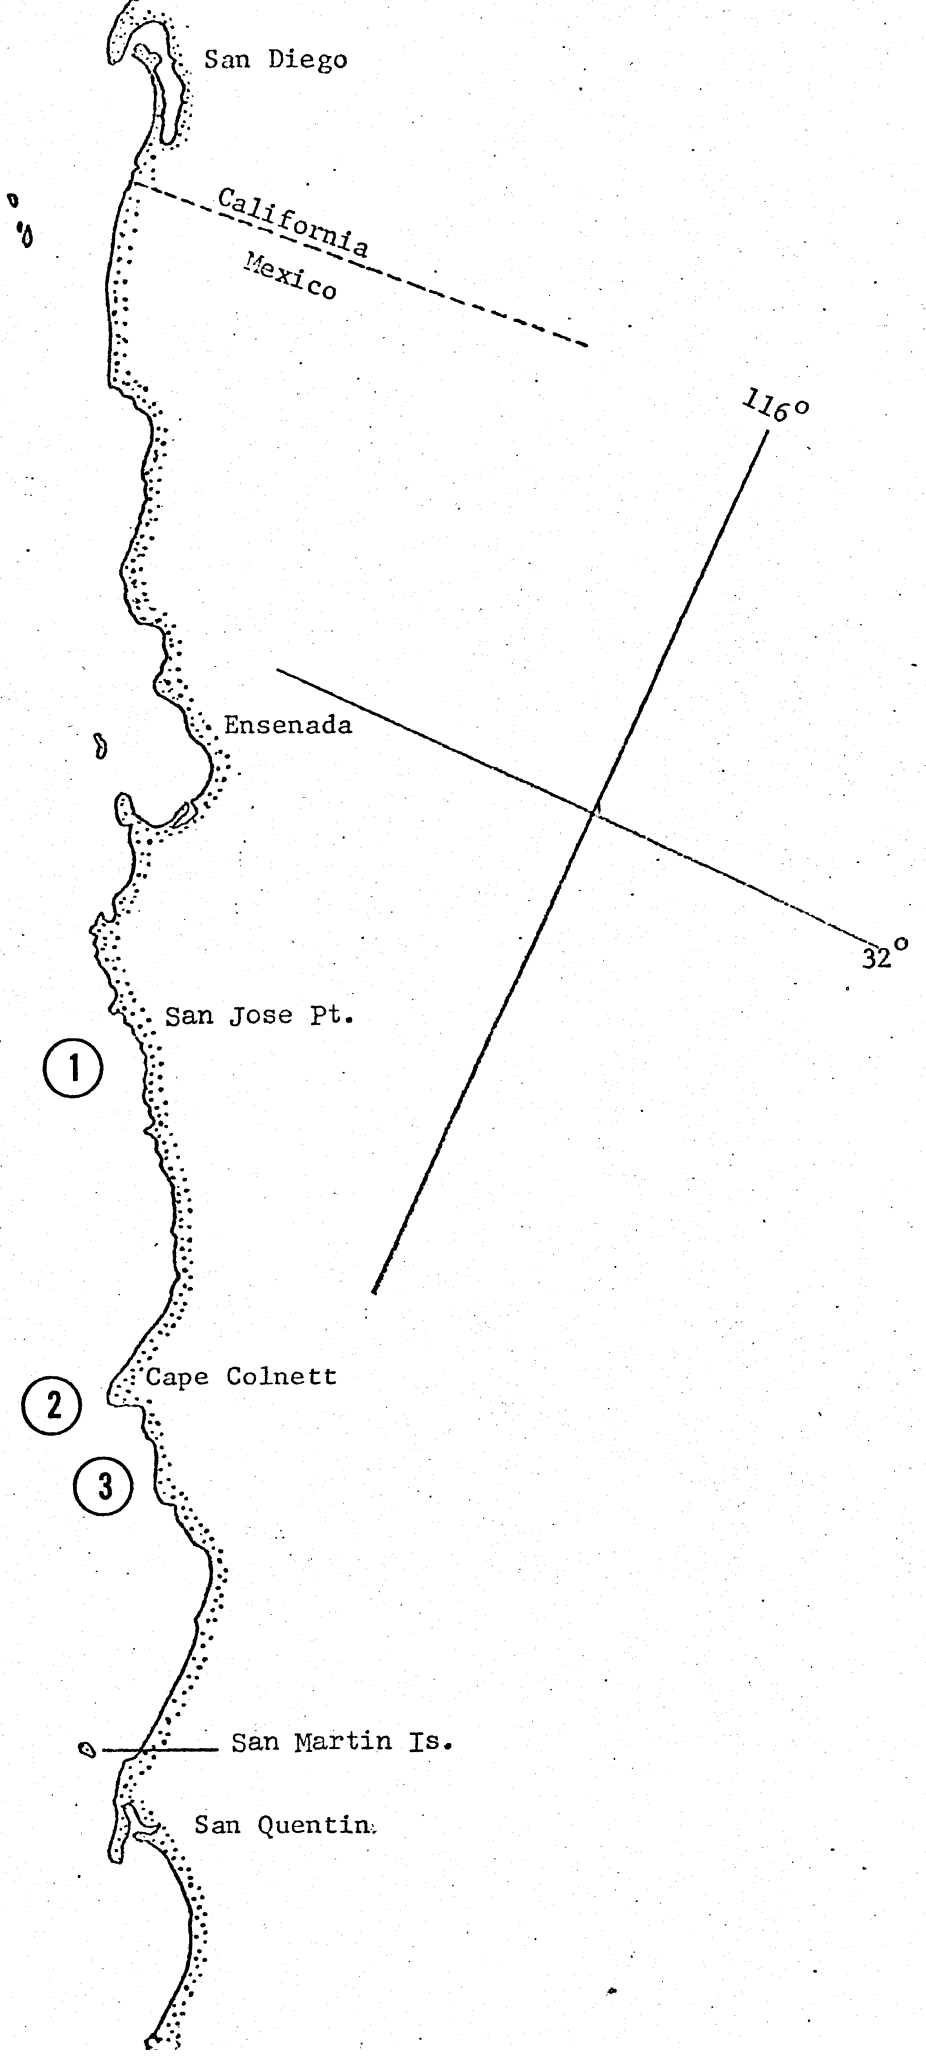 San Diego
California
Mexico
116°
Ensenada
32°
San Jose Pt.
1
Cape Colnett
2
3
San Martin Is.
San Quentin